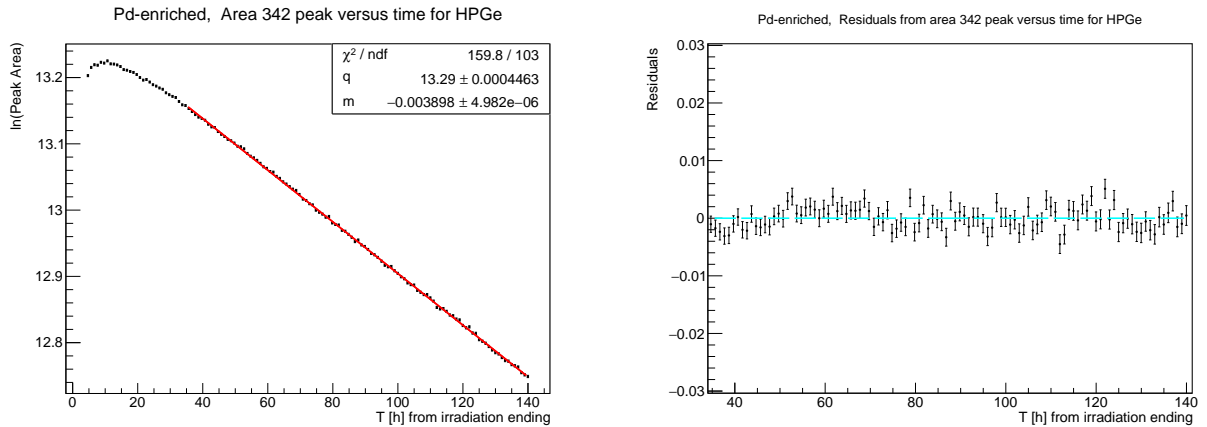 Pd-enriched, Area 342 peak versus time for HPGe
χ² / ndf 159.8 / 103
q 13.29 ± 0.0004463
m −0.003898 ± 4.982e−06
ln(Peak Area)
13.2
13.1
13
12.9
12.8
0 20 40 60 80 100 120 140
T [h] from irradiation ending
Pd-enriched, Residuals from area 342 peak versus time for HPGe
Residuals
0.03
0.02
0.01
0
−0.01
−0.02
−0.03
40 60 80 100 120 140
T [h] from irradiation ending